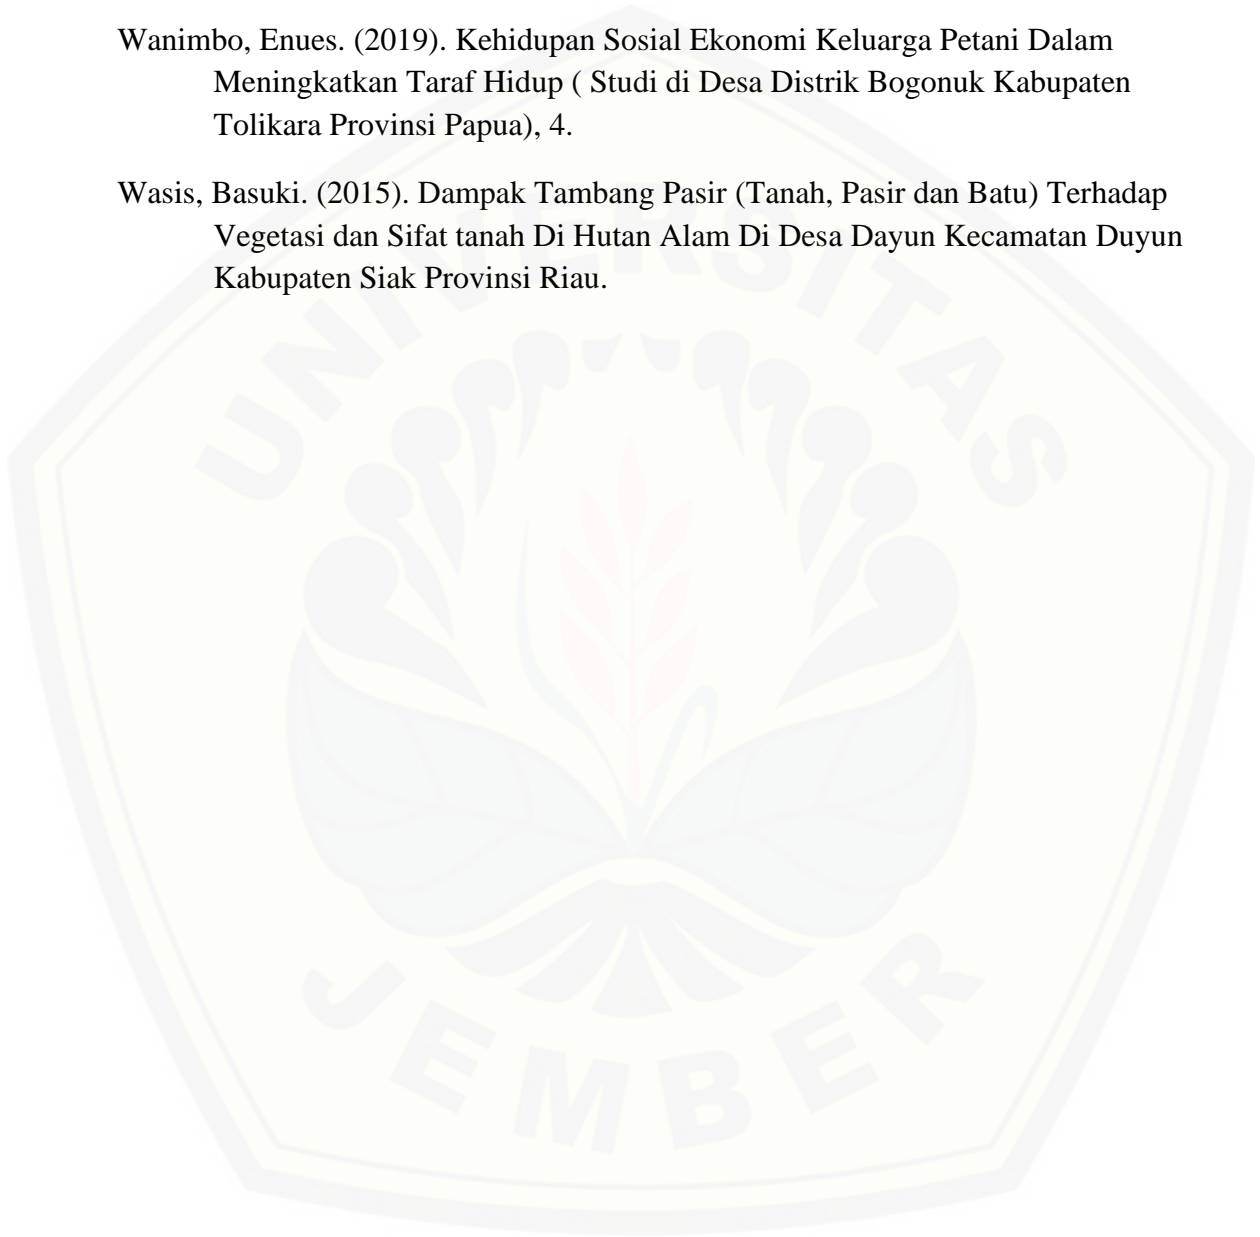 Wanimbo, Enues. (2019). Kehidupan Sosial Ekonomi Keluarga Petani Dalam
Meningkatkan Taraf Hidup ( Studi di Desa Distrik Bogonuk Kabupaten
Tolikara Provinsi Papua), 4.
Wasis, Basuki. (2015). Dampak Tambang Pasir (Tanah, Pasir dan Batu) Terhadap
Vegetasi dan Sifat tanah Di Hutan Alam Di Desa Dayun Kecamatan Duyun
Kabupaten Siak Provinsi Riau.
UNIVERSITAS
JEMBER